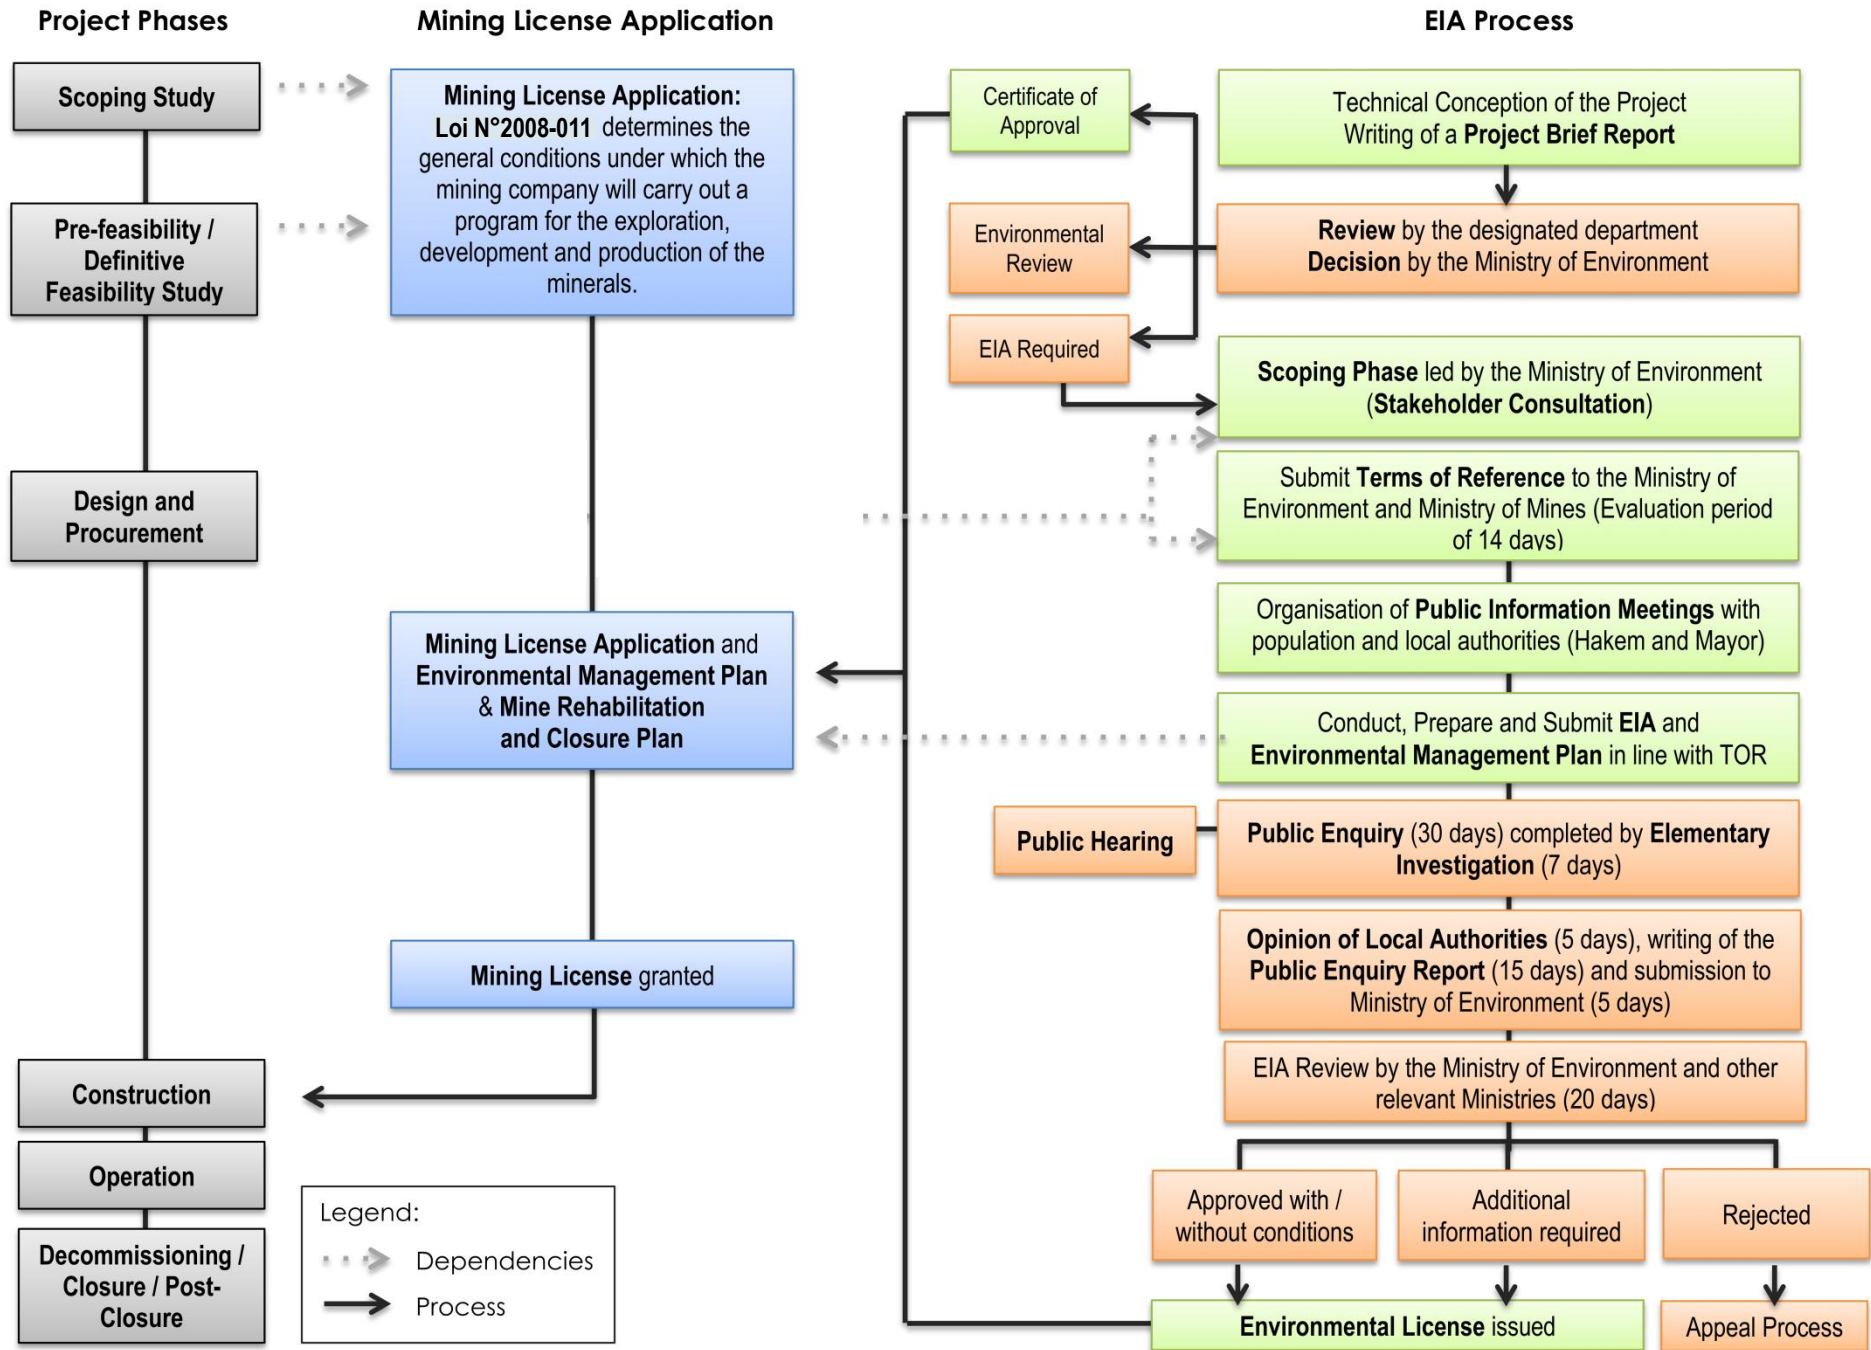 Project Phases
Mining License Application
EIA Process
Scoping Study
Pre-feasibility /
Definitive
Feasibility Study
Design and
Procurement
Construction
Operation
Decommissioning /
Closure / Post-
Closure
Mining License Application:
Loi N°2008-011 determines the
general conditions under which the
mining company will carry out a
program for the exploration,
development and production of the
minerals.
Mining License Application and
Environmental Management Plan
& Mine Rehabilitation
and Closure Plan
Mining License granted
Legend:
Dependencies
Process
Certificate of
Approval
Environmental
Review
EIA Required
Technical Conception of the Project
Writing of a Project Brief Report
Review by the designated department
Decision by the Ministry of Environment
Scoping Phase led by the Ministry of Environment
(Stakeholder Consultation)
Submit Terms of Reference to the Ministry of
Environment and Ministry of Mines (Evaluation period
of 14 days)
Organisation of Public Information Meetings with
population and local authorities (Hakem and Mayor)
Conduct, Prepare and Submit EIA and
Environmental Management Plan in line with TOR
Public Hearing
Public Enquiry (30 days) completed by Elementary
Investigation (7 days)
Opinion of Local Authorities (5 days), writing of the
Public Enquiry Report (15 days) and submission to
Ministry of Environment (5 days)
EIA Review by the Ministry of Environment and other
relevant Ministries (20 days)
Approved with /
without conditions
Additional
information required
Rejected
Environmental License issued
Appeal Process